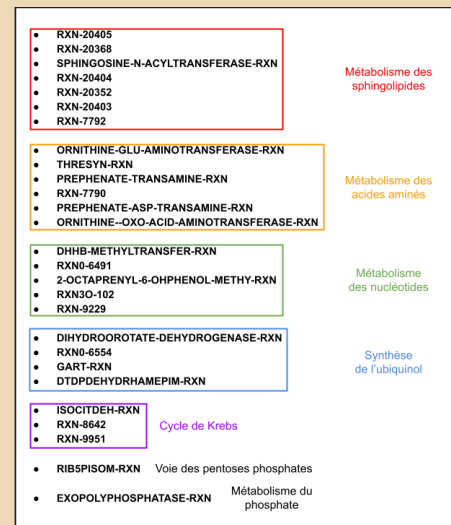 • RXN-20405
• RXN-20368
• SPHINGOSINE-N-ACYLTRANSFERASE-RXN
• RXN-20404
• RXN-20352
• RXN-20403
• RXN-7792
Métabolisme des
sphingolipides
• ORNITHINE-GLU-AMINOTRANSFERASE-RXN
• THRESYN-RXN
• PREPHENATE-TRANSAMINE-RXN
• RXN-7790
• PREPHENATE-ASP-TRANSAMINE-RXN
• ORNITHINE--OXO-ACID-AMINOTRANSFERASE-RXN
Métabolisme des
acides aminés
• DHHB-METHYLTRANSFER-RXN
• RXN0-6491
• 2-OCTAPRENYL-6-OHPHENOL-METHY-RXN
• RXN3O-102
• RXN-9229
Métabolisme
des nucléotides
• DIHYDROOROTATE-DEHYDROGENASE-RXN
• RXN0-6554
• GART-RXN
• DTDPDEHYDRHAMEPIM-RXN
Synthèse
de l'ubiquinol
• ISOCITDEH-RXN
• RXN-8642
• RXN-9951
Cycle de Krebs
• RIB5PISOM-RXN Voie des pentoses phosphates
• EXOPOLYPHOSPHATASE-RXN
Métabolisme du
phosphate